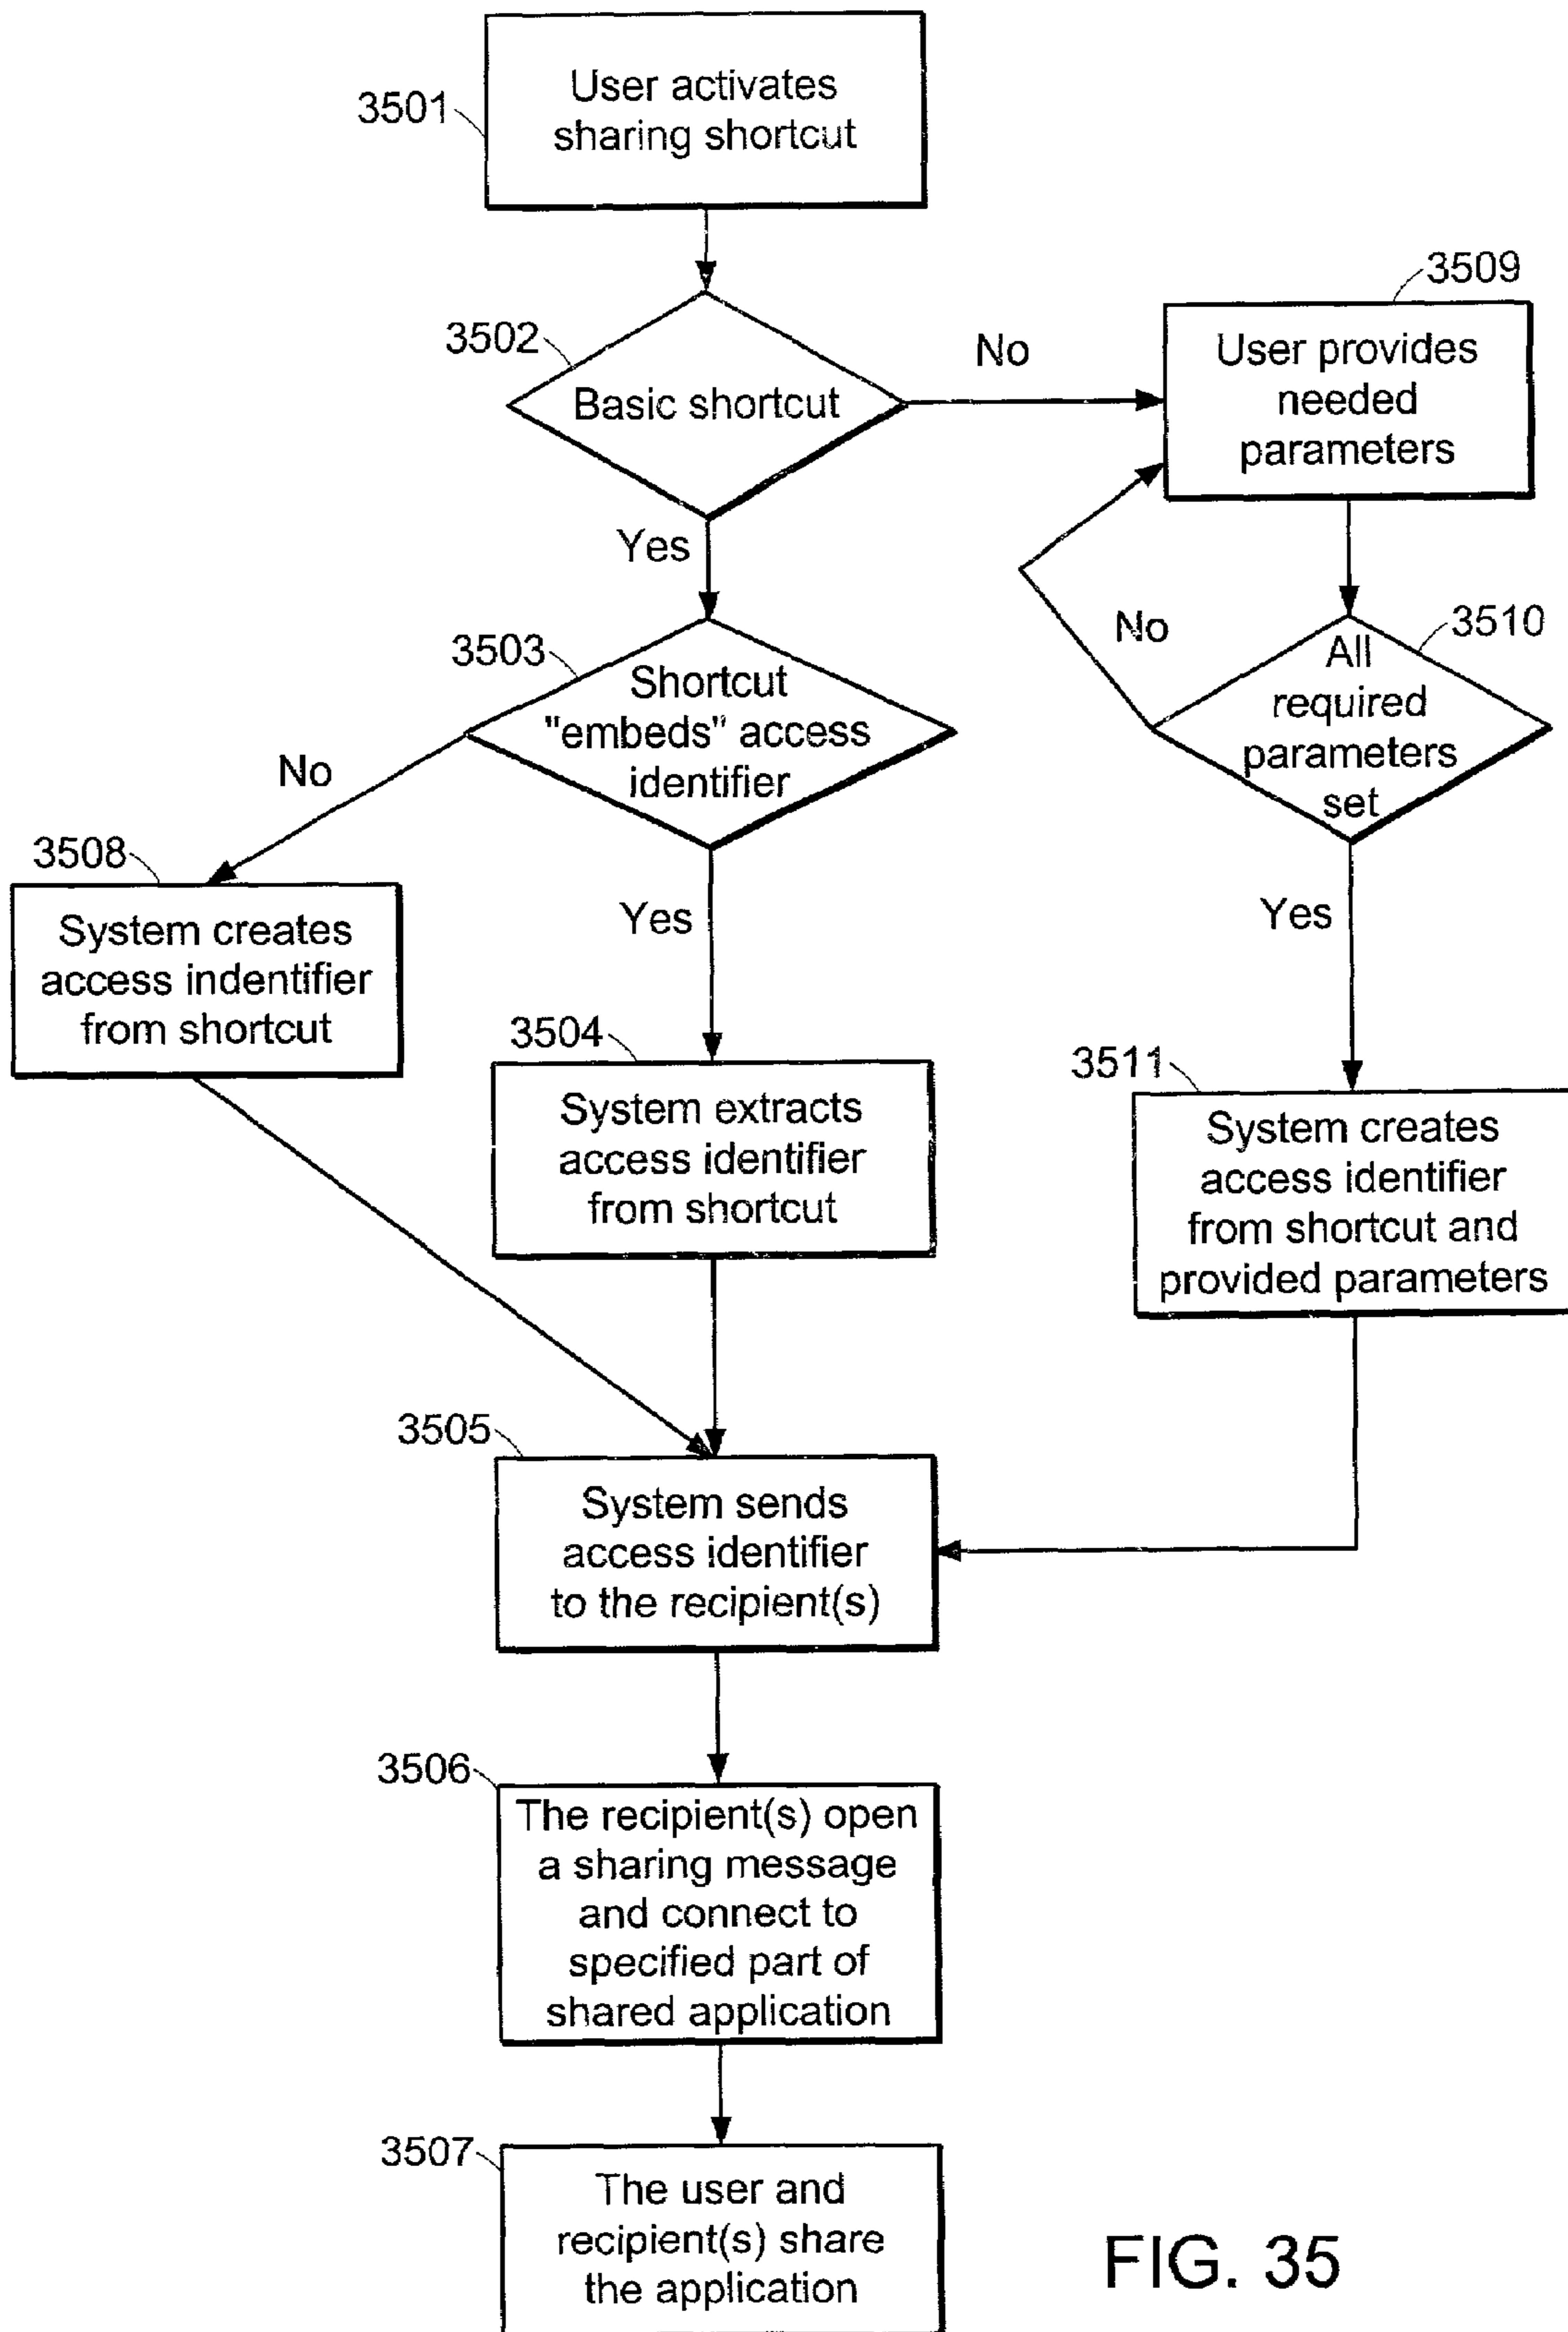 3501
User activates
sharing shortcut
3502
Basic shortcut
No
3509
User provides
needed
parameters
Yes
3503
Shortcut
"embeds" access
identifier
No
3510
All
required
parameters
set
No
3508
System creates
access indentifier
from shortcut
Yes
3504
System extracts
access identifier
from shortcut
Yes
3511
System creates
access identifier
from shortcut and
provided parameters
3505
System sends
access identifier
to the recipient(s)
3506
The recipient(s) open
a sharing message
and connect to
specified part of
shared application
3507
The user and
recipient(s) share
the application
FIG. 35